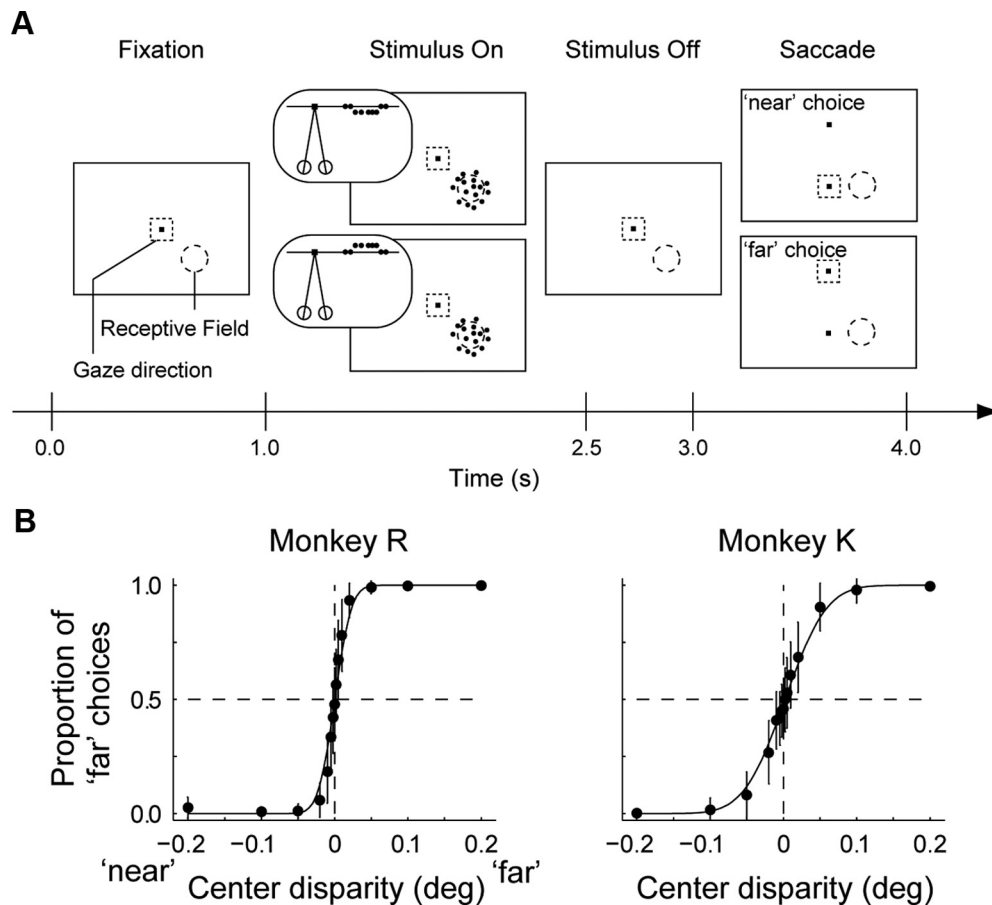 A
Fixation
Stimulus On
Stimulus Off
Saccade
'near' choice
'far' choice
Receptive Field
Gaze direction
0.0
1.0
2.5
3.0
4.0
Time (s)
B
Monkey R
Monkey K
Proportion of
'far' choices
1.0
0.5
0.0
−0.2
−0.1
0
0.1
0.2
−0.2
−0.1
0
0.1
0.2
'near'
'far'
Center disparity (deg)
Center disparity (deg)